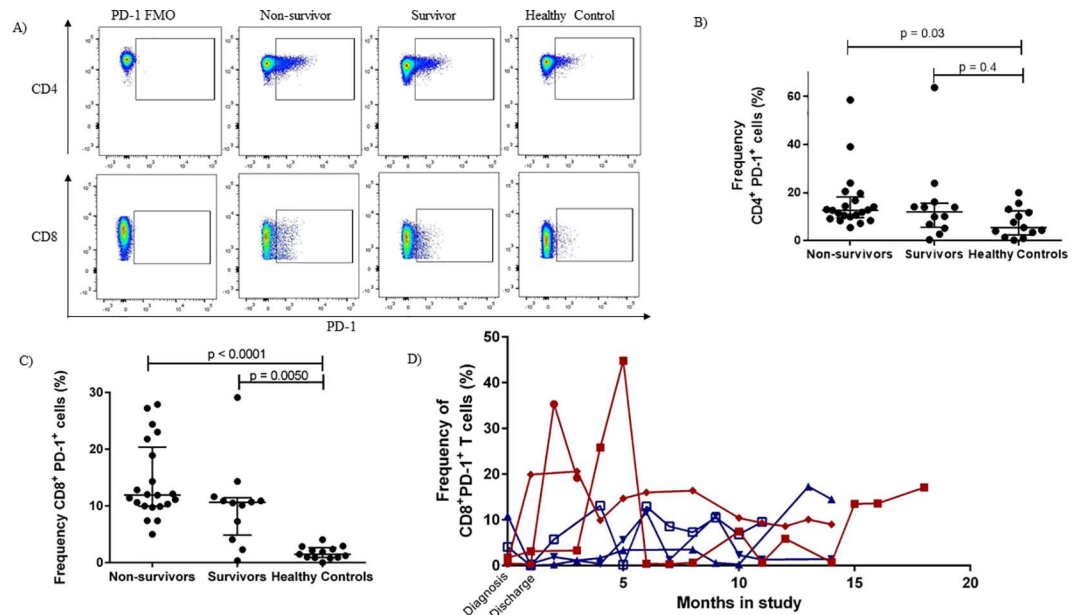 A)
PD-1 FMO Non-survivor Survivor Healthy Control
CD4
CD8
PD-1
B)
p = 0.03
p = 0.4
Frequency
CD4+ PD-1+ cells (%)
60
40
20
0
Non-survivors Survivors Healthy Controls
C)
p < 0.0001
p = 0.0050
Frequency CD8+ PD-1+ cells (%)
30
20
10
0
Non-survivors Survivors Healthy Controls
D)
Frequency of
CD8+PD-1+ T cells
50
40
30
20
10
0
Diagnosis
Discharge
5 10 15 20
Months in study